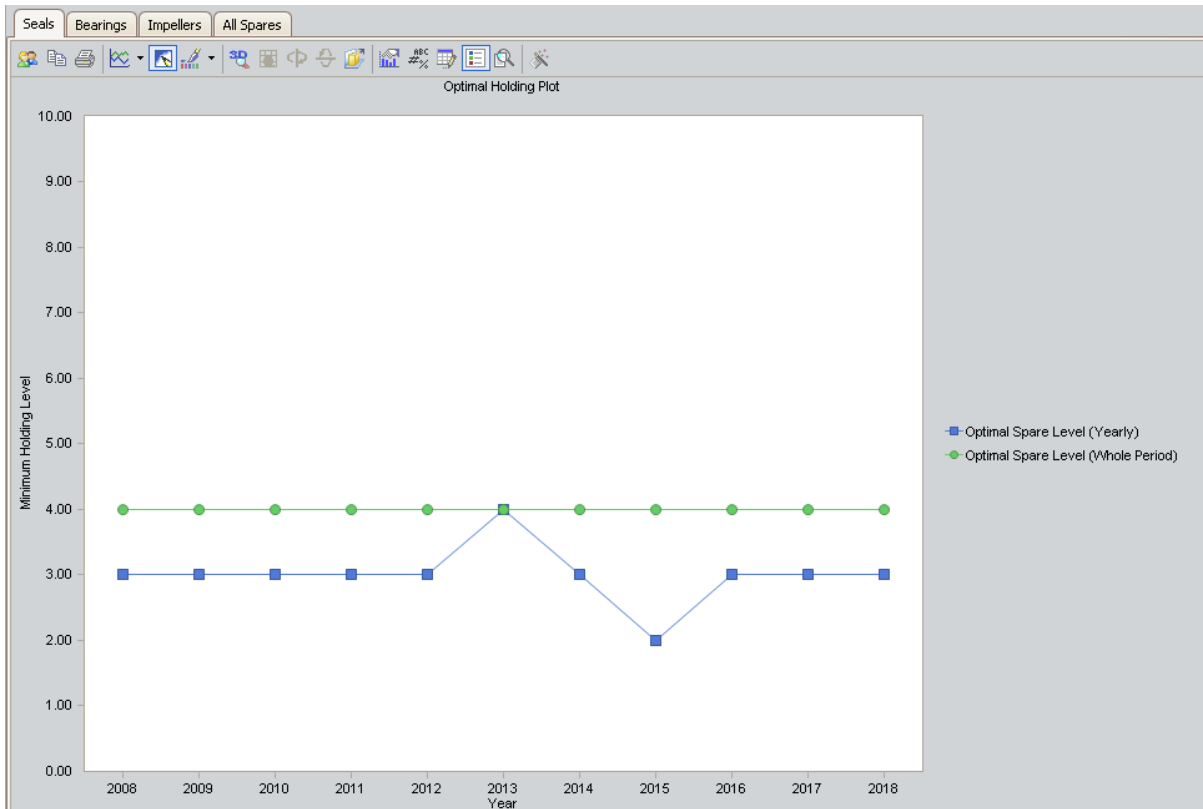 Seals Bearings Impellers All Spares
3D ABC #.%
Optimal Holding Plot
10.00
9.00
8.00
7.00
6.00
5.00
4.00
3.00
2.00
1.00
0.00
Minimum Holding Level
Optimal Spare Level (Yearly)
Optimal Spare Level (Whole Period)
2008 2009 2010 2011 2012 2013 2014 2015 2016 2017 2018
Year